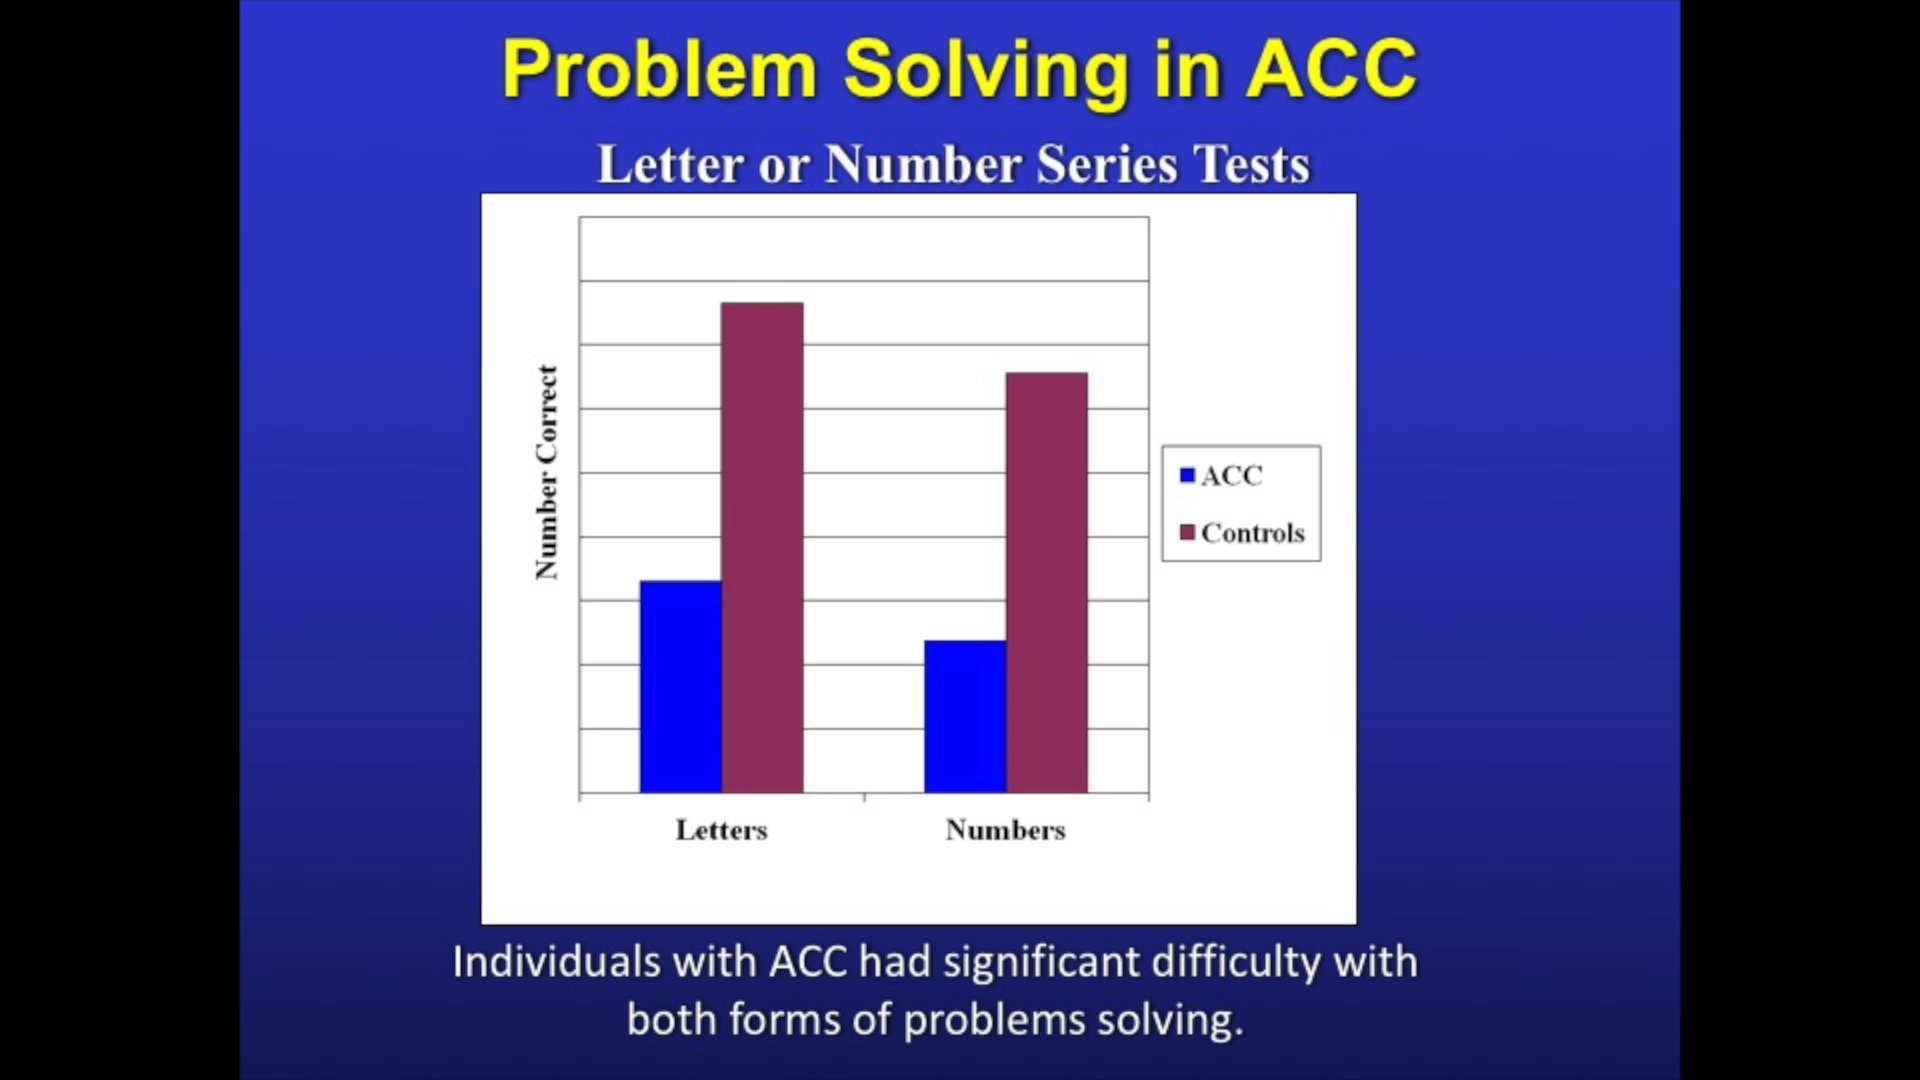 Problem Solving in ACC
Letter or Number Series Tests
Number Correct
ACC
Controls
Letters
Numbers
Individuals with ACC had significant difficulty with
both forms of problems solving.